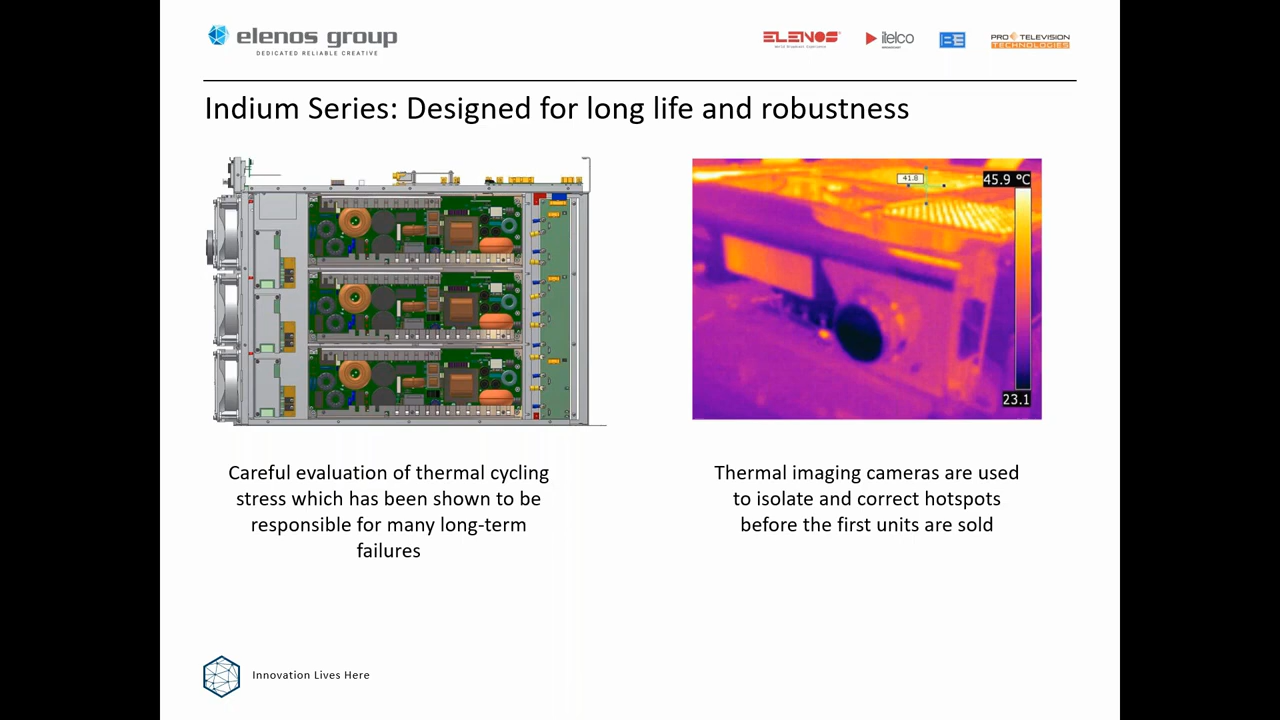 elenos group
DEDICATED RELIABLE CREATIVE
ELENOS
itelco
BE
PRO TELEVISION
TECHNOLOGIES
Indium Series: Designed for long life and robustness
41.8
45.9 °C
23.1
Careful evaluation of thermal cycling
stress which has been shown to be
responsible for many long-term
failures
Thermal imaging cameras are used
to isolate and correct hotspots
before the first units are sold
Innovation Lives Here